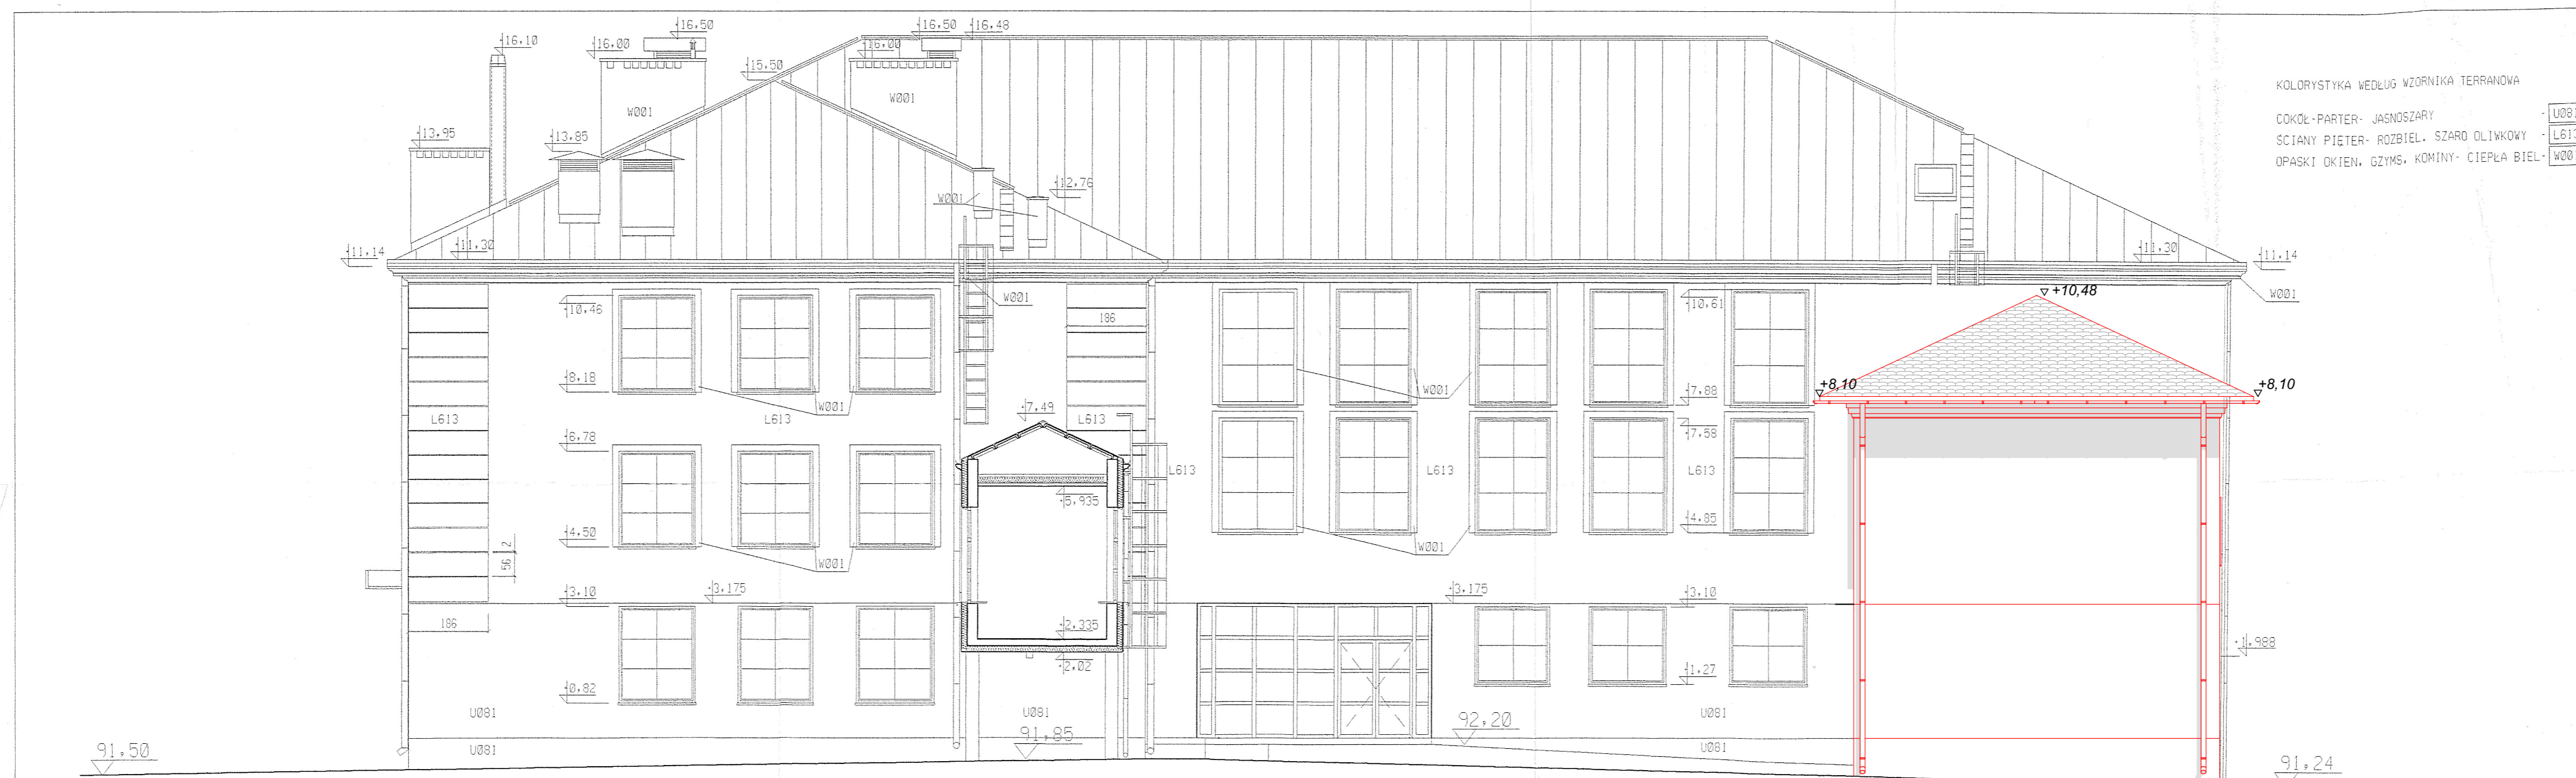 +16,50
+16,50
+16,48
+16,10
+16,00
+16,00
+15,50
KOLORYSTYKA WEDŁUG WZORNIKA TERRANOWA
W001
W001
COKÓŁ-PARTER- JASNOSZARY - U081
+13,95
+13,85
ŚCIANY PIĘTER- ROZBIEL. SZARO OLIWKOWY - L613
OPASKI OKIEN, GZYMS, KOMINY- CIEPŁA BIEL-
+12,76
W001
+11,14
+11,30
+11,30
+11,14
W001
W001
+10,48
+10,46
+10,61
186
+8,18
+7,88
+8,10
+8,10
W001
W001
+7,49
L613
L613
L613
+6,78
+7,58
L613
L613
L613
+5,935
+4,50
+4,85
56 2
W001
W001
+3,10
+3,175
+3,175
+3,10
186
+2,335
+1,988
+2,02
+1,27
+0,82
U081
U081
U081
92,20
91,85
U081
U081
91,50
91,24